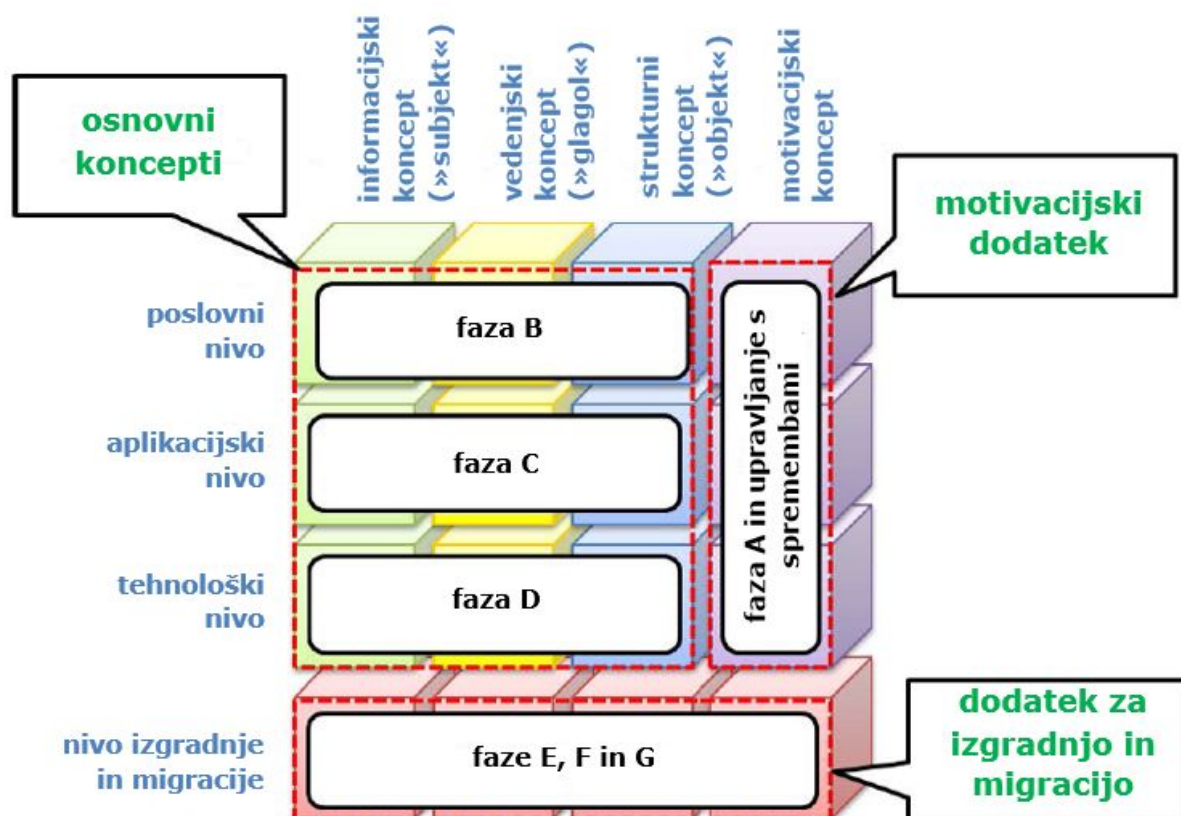 informacijski
koncept
(»subjekt«)
vedenjski
koncept
(»glagol«)
strukturni
koncept
(»objekt«)
motivacijski
koncept
osnovni
koncepti
motivacijski
dodatek
poslovni
nivo
faza B
aplikacijski
nivo
faza C
tehnološki
nivo
faza D
faza A in upravljanje s
spremembami
nivo izgradnje
in migracije
faze E, F in G
dodatek za
izgradnjo in
migracijo